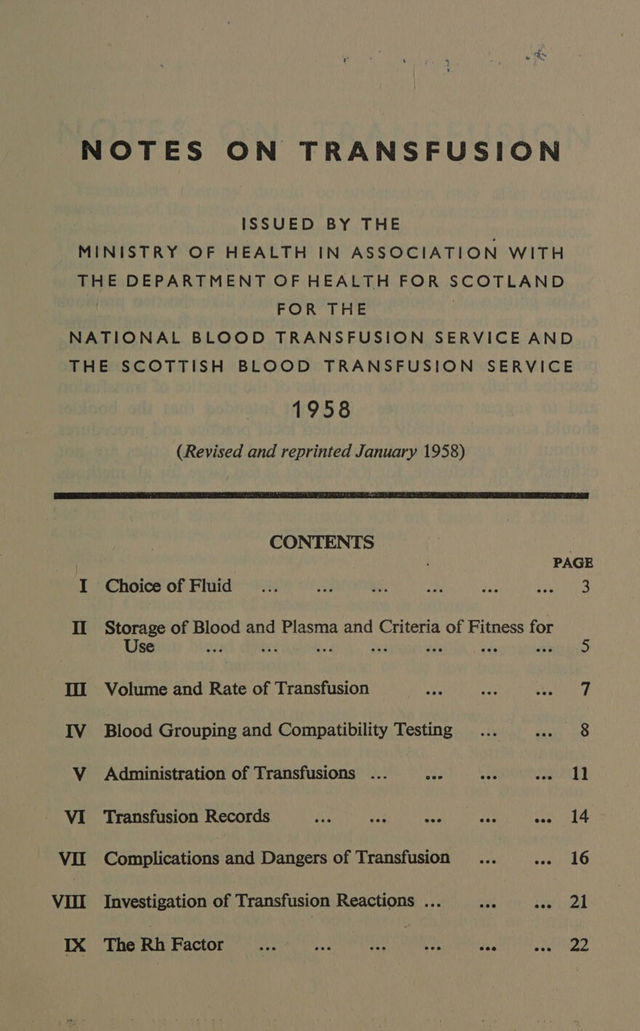 NOTES ON TRANSFUSION
ISSUED BY THE
MINISTRY OF HEALTH IN ASSOCIATION WITH
THE DEPARTMENT OF HEALTH FOR SCOTLAND
FOR THE
NATIONAL BLOOD TRANSFUSION SERVICE AND
THE SCOTTISH BLOOD TRANSFUSION SERVICE
1958
(Revised and reprinted January 1958)
CONTENTS
PAGE
I Choice of Fluid ... ... ... ... ... ... 3
II Storage of Blood and Plasma and Criteria of Fitness for
Use ... ... ... ... ... ... ... 5
III Volume and Rate of Transfusion ... ... ... 7
IV Blood Grouping and Compatibility Testing ... ... 8
V Administration of Transfusions ... ... ... ... 11
VI Transfusion Records ... ... ... ... ... 14
VII Complications and Dangers of Transfusion ... ... 16
VIII Investigation of Transfusion Reactions ... ... ... 21
IX The Rh Factor ... ... ... ... ... ... 22